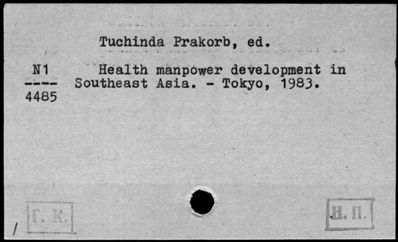 Tuchinda Prakorb, ed.
N1 Health manpower development in
---- Southeast Asia. - Tokyo, 1983.
4485
Г. К. Н. П.
/